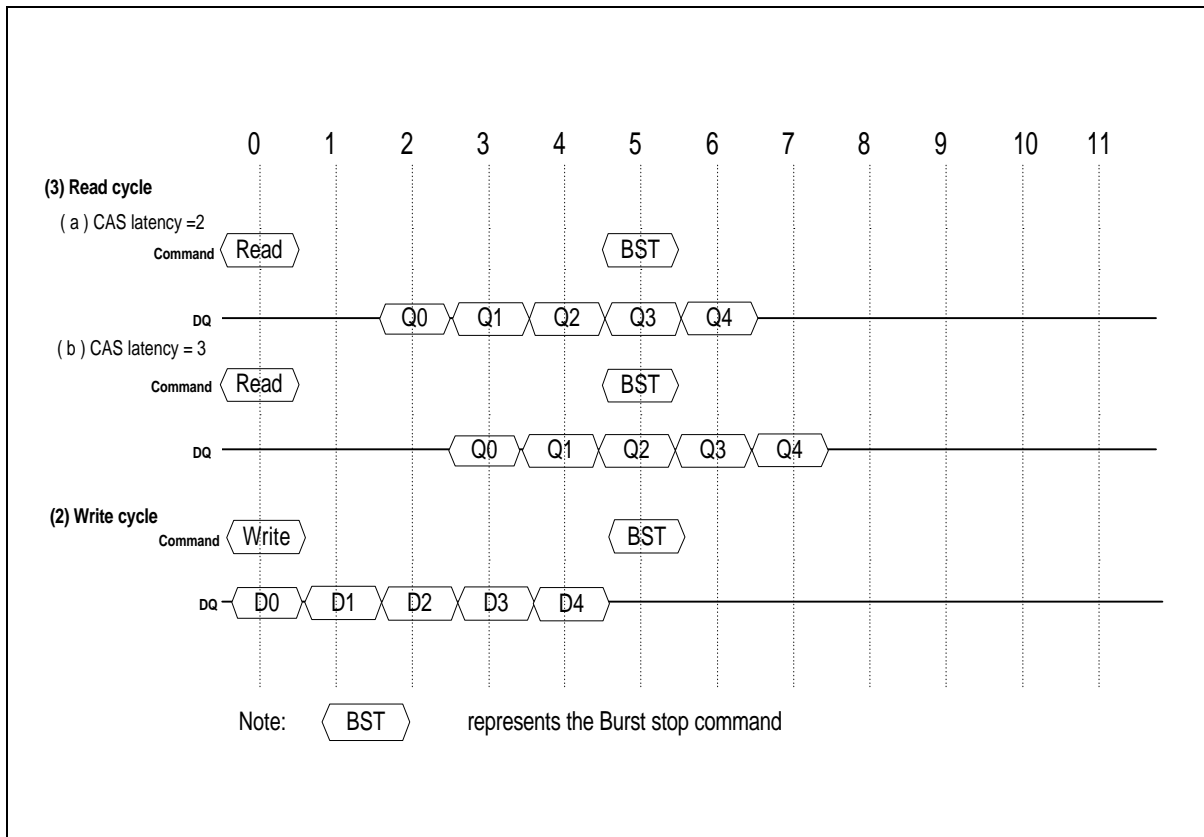 0 1 2 3 4 5 6 7 8 9 10 11
(3) Read cycle
( a ) CAS latency =2
Command Read BST
DQ Q0 Q1 Q2 Q3 Q4
( b ) CAS latency = 3
Command Read BST
DQ Q0 Q1 Q2 Q3 Q4
(2) Write cycle
Command Write BST
DQ D0 D1 D2 D3 D4
Note: BST represents the Burst stop command